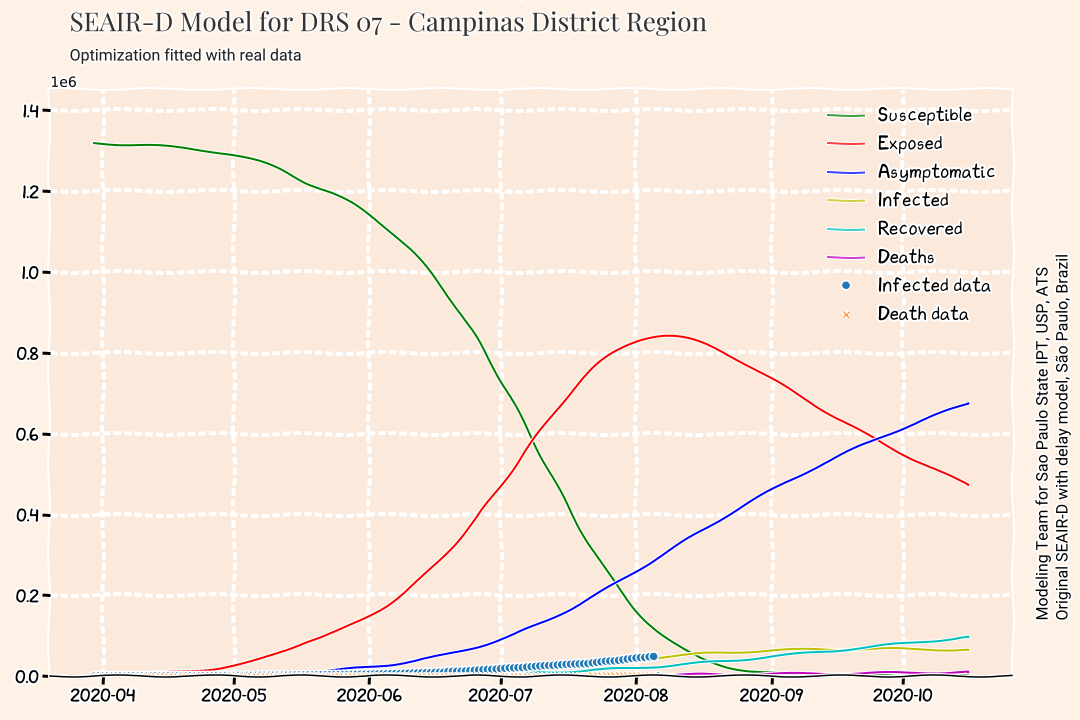 SEAIR-D Model for DRS 07 - Campinas District Region
Optimization fitted with real data
1e6
1.4
1.2
1.0
0.8
0.6
0.4
0.2
0.0
2020-04 2020-05 2020-06 2020-07 2020-08 2020-09 2020-10
Susceptible
Exposed
Asymptomatic
Infected
Recovered
Deaths
Infected data
Death data
Modeling Team for Sao Paulo State IPT, USP, ATS
Original SEAIR-D with delay model, São Paulo, Brazil